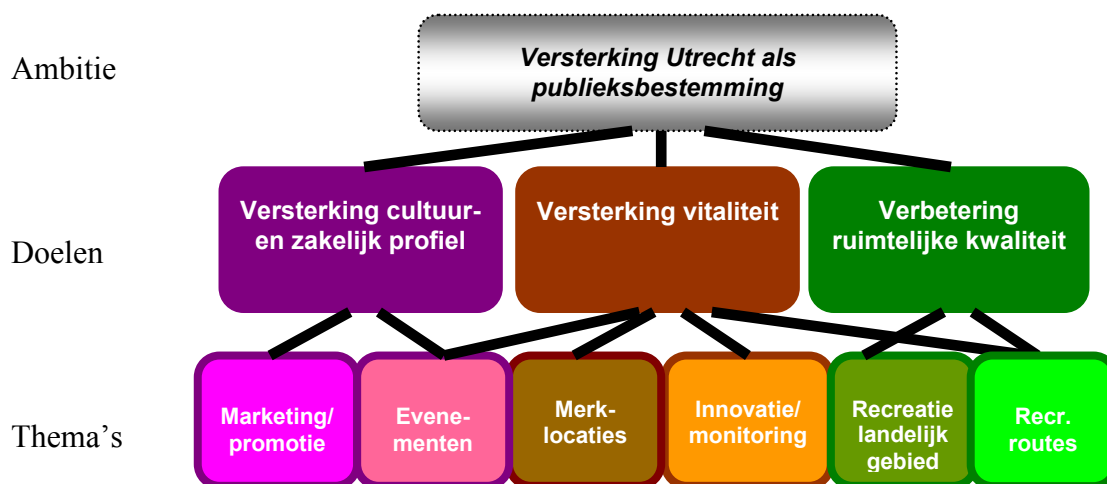 Ambitie
Versterking Utrecht als
publieksbestemming
Doelen
Versterking cultuur-
en zakelijk profiel
Versterking vitaliteit
Verbetering
ruimtelijke kwaliteit
Thema's
Marketing/
promotie
Evene-
menten
Merk-
locaties
Innovatie/
monitoring
Recreatie
landelijk
gebied
Recr.
routes